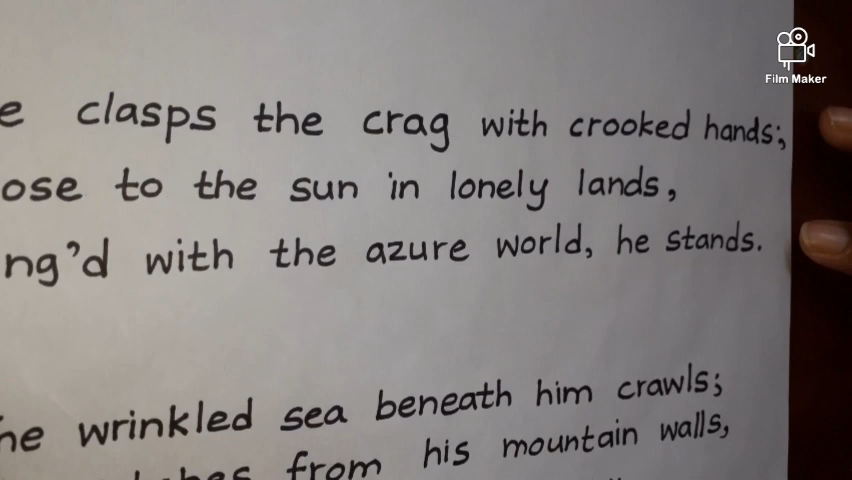 Film Maker
e clasps the crag with crooked hands;
ose to the sun in lonely lands,
ng'd with the azure world, he stands.
he wrinkled sea beneath him crawls;
from his mountain walls,